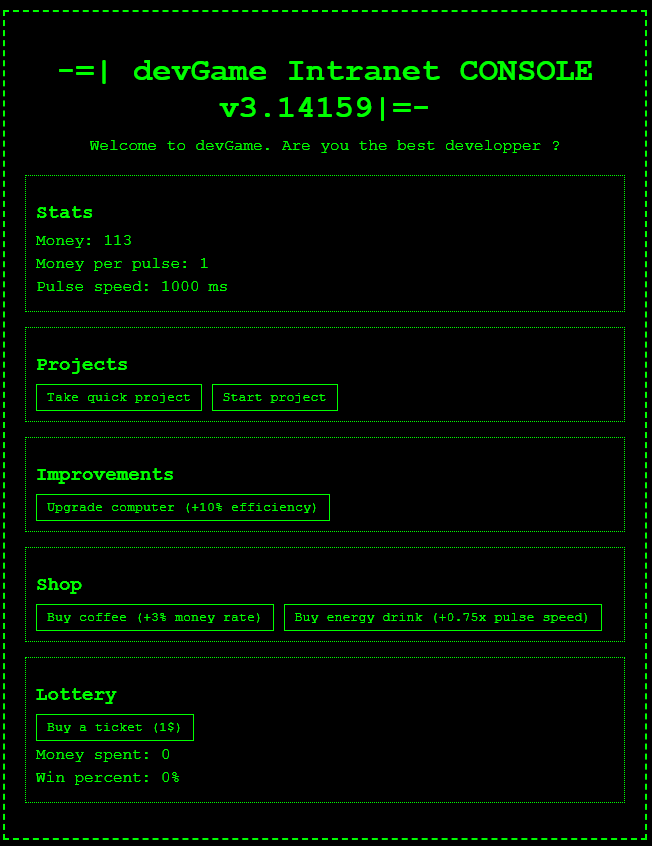 -=| devGame Intranet CONSOLE
v3.14159|=-
Welcome to devGame. Are you the best developper ?
Stats
Money: 113
Money per pulse: 1
Pulse speed: 1000 ms
Projects
Take quick project Start project
Improvements
Upgrade computer (+10% efficiency)
Shop
Buy coffee (+3% money rate) Buy energy drink (+0.75x pulse speed)
Lottery
Buy a ticket (1$)
Money spent: 0
Win percent: 0%